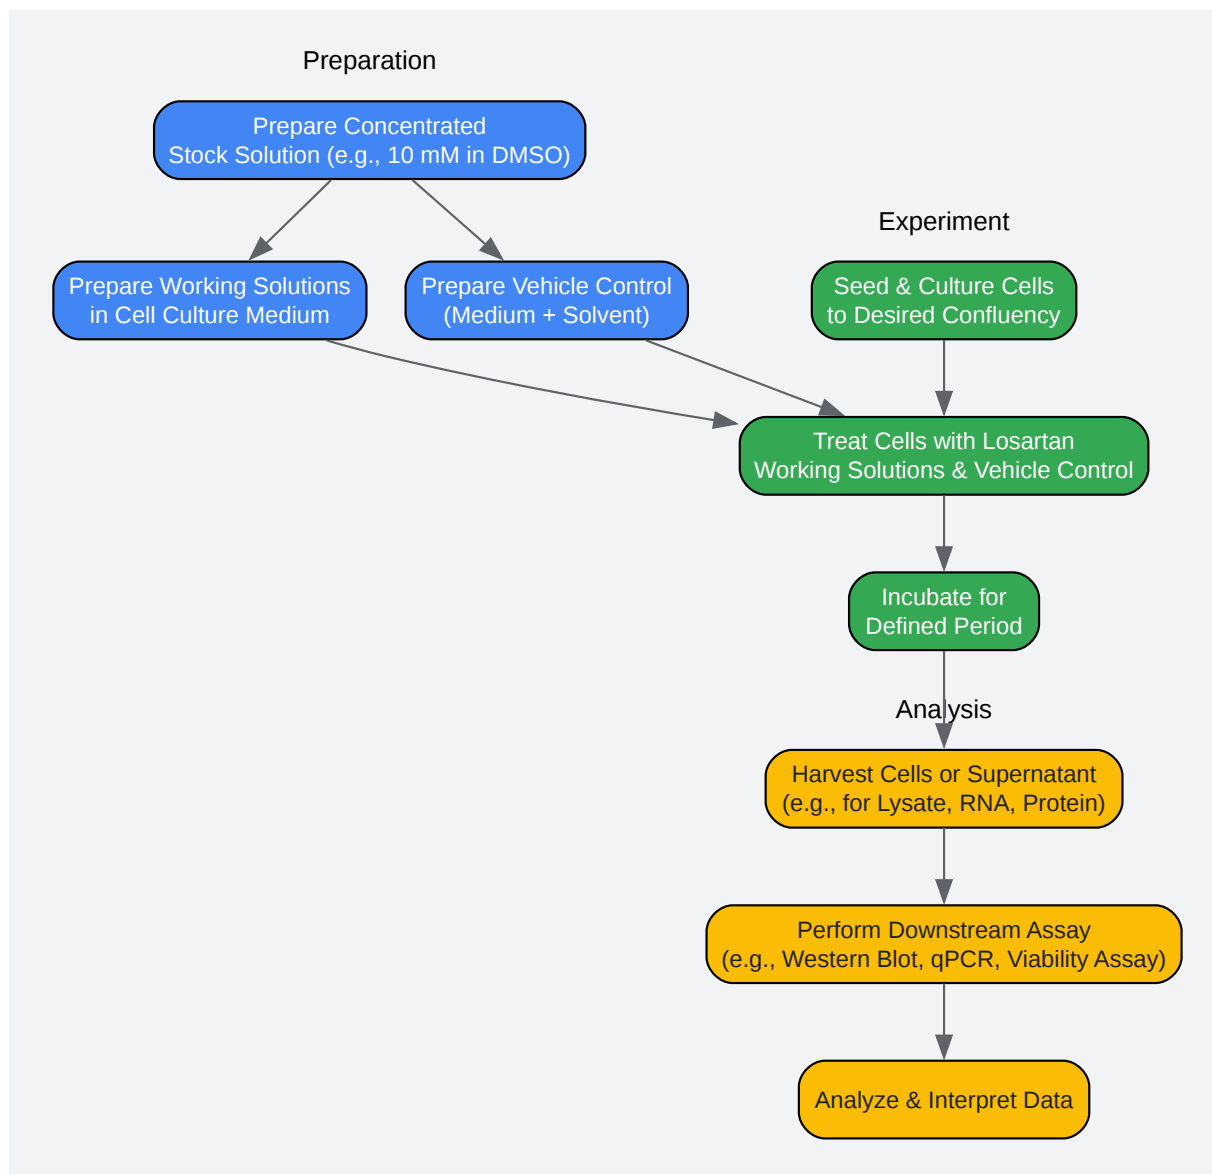 Preparation
Prepare Concentrated
Stock Solution (e.g., 10 mM in DMSO)
Prepare Working Solutions
in Cell Culture Medium
Prepare Vehicle Control
(Medium + Solvent)
Experiment
Seed & Culture Cells
to Desired Confluency
Treat Cells with Losartan
Working Solutions & Vehicle Control
Incubate for
Defined Period
Analysis
Harvest Cells or Supernatant
(e.g., for Lysate, RNA, Protein)
Perform Downstream Assay
(e.g., Western Blot, qPCR, Viability Assay)
Analyze & Interpret Data